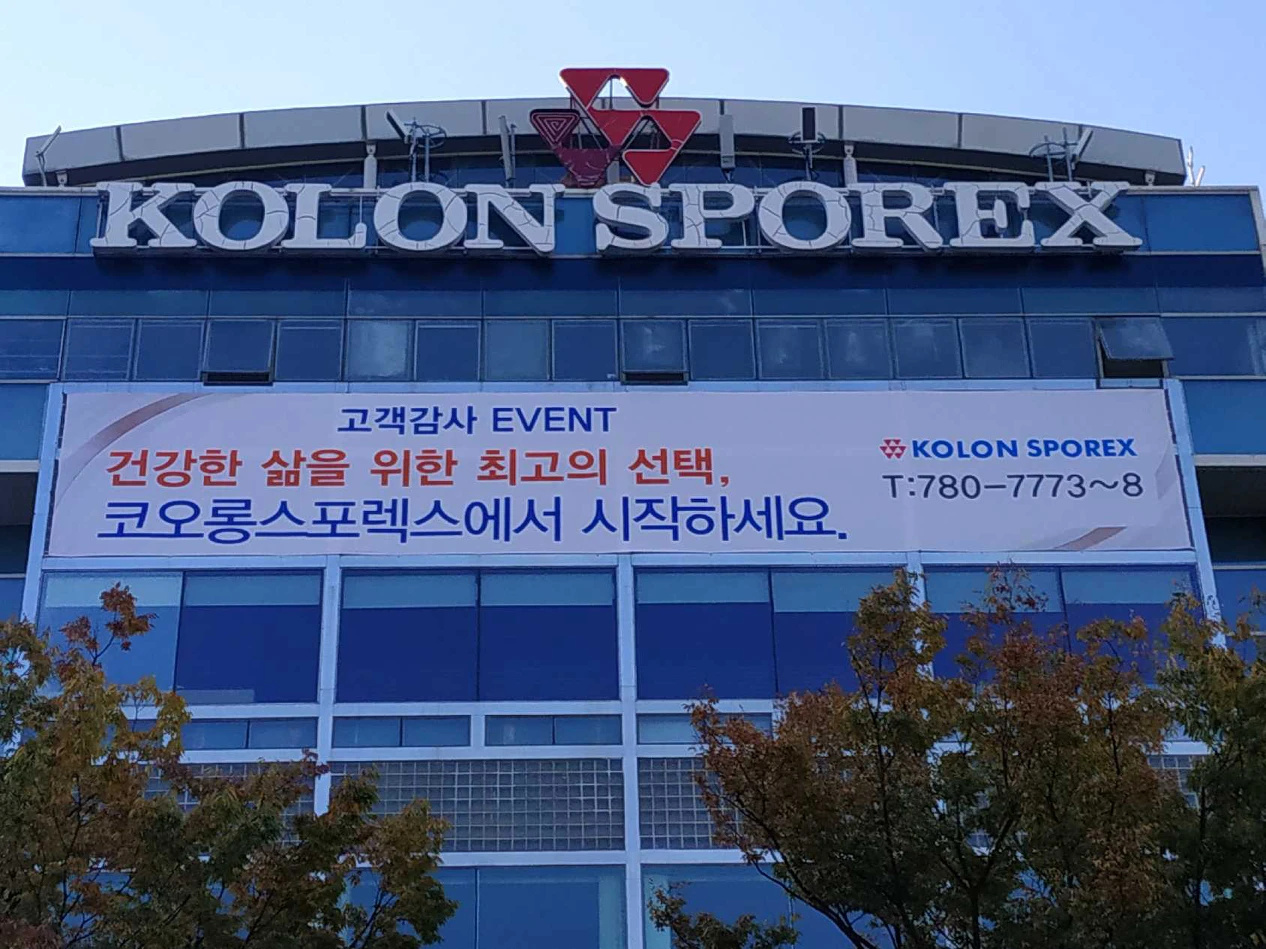 KOLON SPOREX
고객감사 EVENT
건강한 삶을 위한 최고의 선택,
코오롱스포렉스에서 시작하세요.
KOLON SPOREX
T:780-7773~8